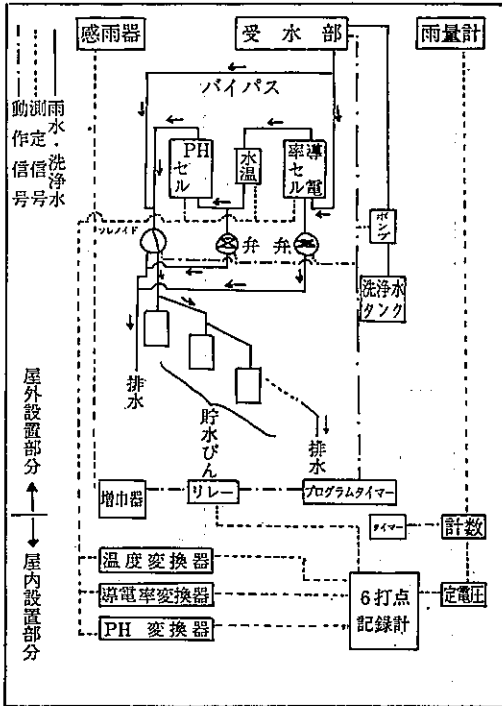 感雨器
受水部
雨量計
バイパス
雨水・洗浄水
測定信号
動作信号
PHセル
水温
導電率セル
ポンプ
ソレノイド
弁
弁
洗浄水
タンク
排水
貯水びん
排水
屋外設置部分
増巾器
リレー
プログラムタイマー
タイマー
計数
屋内設置部分
温度変換器
導電率変換器
PH変換器
6打点
記録計
定電圧